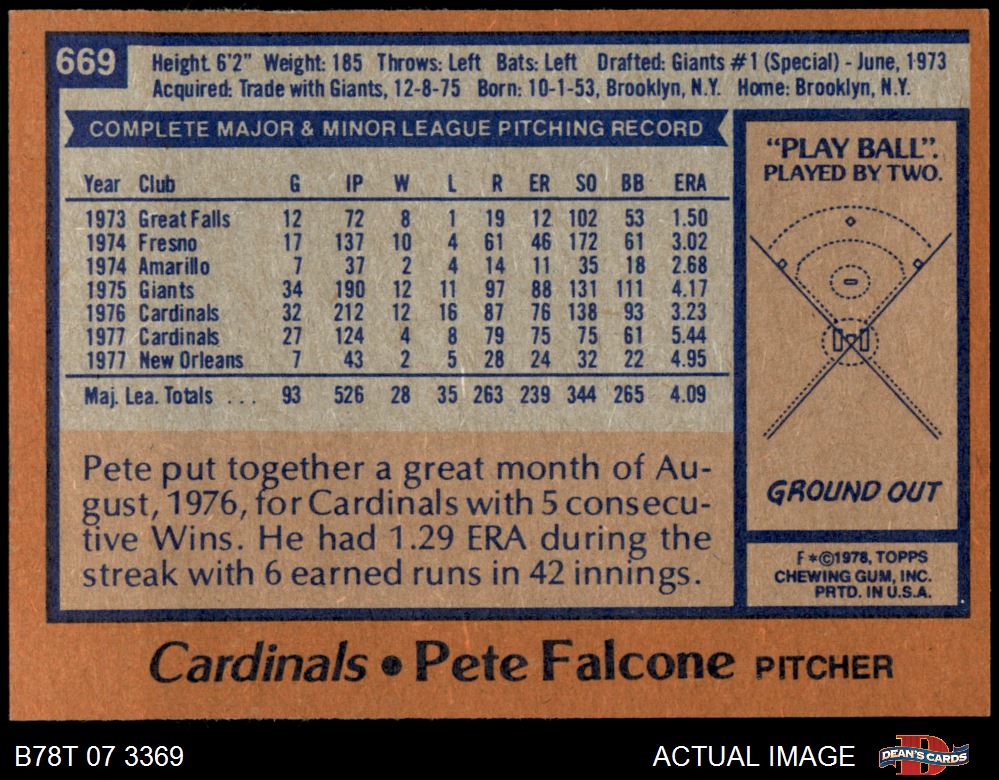 669
Height 6'2" Weight: 185 Throws: Left Bats: Left Drafted: Giants #1 (Special) - June, 1973
Acquired: Trade with Giants, 12-8-75 Born: 10-1-53, Brooklyn, N.Y. Home: Brooklyn, N.Y.
COMPLETE MAJOR & MINOR LEAGUE PITCHING RECORD
Year Club G IP W L R ER SO BB ERA
1973 Great Falls 12 72 8 1 19 12 102 53 1.50
1974 Fresno 17 137 10 4 61 46 172 61 3.02
1974 Amarillo 7 37 2 4 14 11 35 18 2.68
1975 Giants 34 190 12 11 97 88 131 111 4.17
1976 Cardinals 32 212 12 16 87 76 138 93 3.23
1977 Cardinals 27 124 4 8 79 75 75 61 5.44
1977 New Orleans 7 43 2 5 28 24 32 22 4.95
Maj. Lea. Totals . . . 93 526 28 35 263 239 344 265 4.09
Pete put together a great month of Au-
gust, 1976, for Cardinals with 5 consecu-
tive Wins. He had 1.29 ERA during the
streak with 6 earned runs in 42 innings.
"PLAY BALL".
PLAYED BY TWO.
GROUND OUT
F*©1978, TOPPS
CHEWING GUM, INC.
PRTD. IN U.S.A.
Cardinals • Pete Falcone PITCHER
B78T 07 3369
ACTUAL IMAGE
D
DEAN'S CARDS